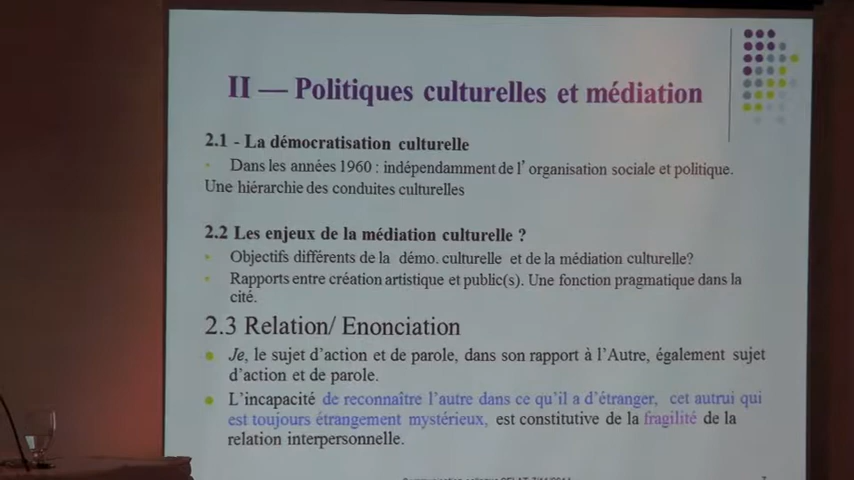 II — Politiques culturelles et médiation
2.1 - La démocratisation culturelle
Dans les années 1960 : indépendamment de l'organisation sociale et politique.
Une hiérarchie des conduites culturelles
2.2 Les enjeux de la médiation culturelle ?
Objectifs différents de la démo. culturelle et de la médiation culturelle?
Rapports entre création artistique et public(s). Une fonction pragmatique dans la
cité.
2.3 Relation/ Enonciation
Je, le sujet d'action et de parole, dans son rapport à l'Autre, également sujet
d'action et de parole.
L'incapacité de reconnaître l'autre dans ce qu'il a d'étranger, cet autrui qui
est toujours étrangement mystérieux, est constitutive de la fragilité de la
relation interpersonnelle.